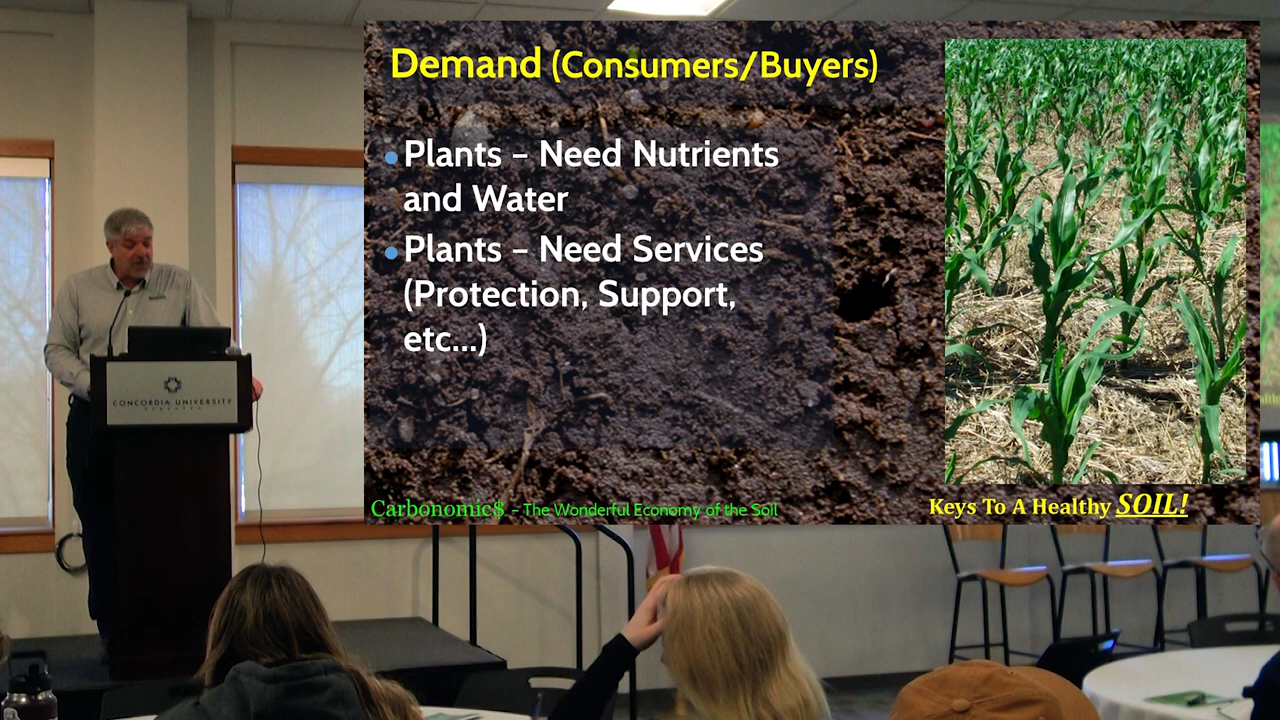 Demand (Consumers/Buyers)
Plants – Need Nutrients
and Water
Plants – Need Services
(Protection, Support,
etc...)
Carbonomic$ – The Wonderful Economy of the Soil
Keys To A Healthy SOIL!
CONCORDIA UNIVERSITY
NEBRASKA